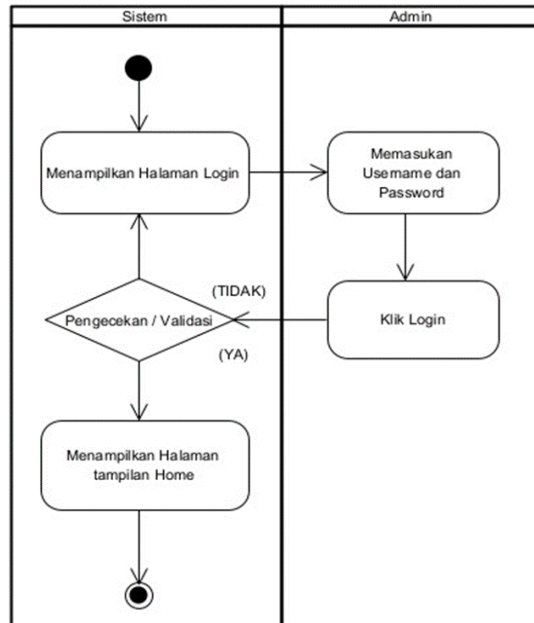 Sistem
Admin
Menampilkan Halaman Login
Memasukan
Username dan
Password
(TIDAK)
Pengecekan / Validasi
Klik Login
(YA)
Menampilkan Halaman
tampilan Home